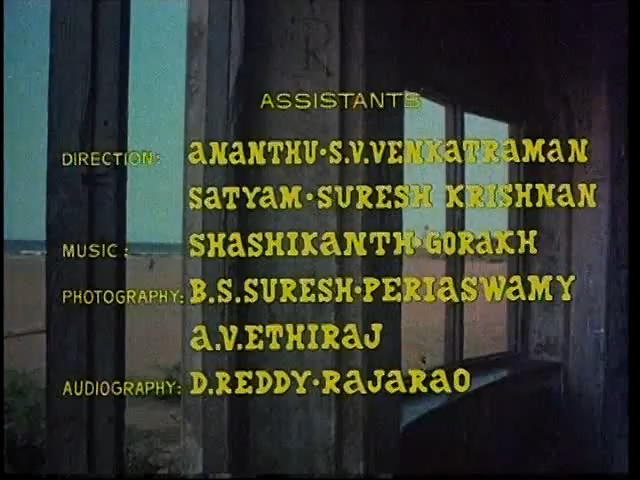 ASSISTANTS
DIRECTION: ANANTHU·S.V.VENKATRAMAN
SATYAM·SURESH KRISHNAN
MUSIC: SHASHIKANTH·GORAKH
PHOTOGRAPHY: B.S.SURESH·PERIASWAMY
A.V.ETHIRAJ
AUDIOGRAPHY: D.REDDY·RAJARAO